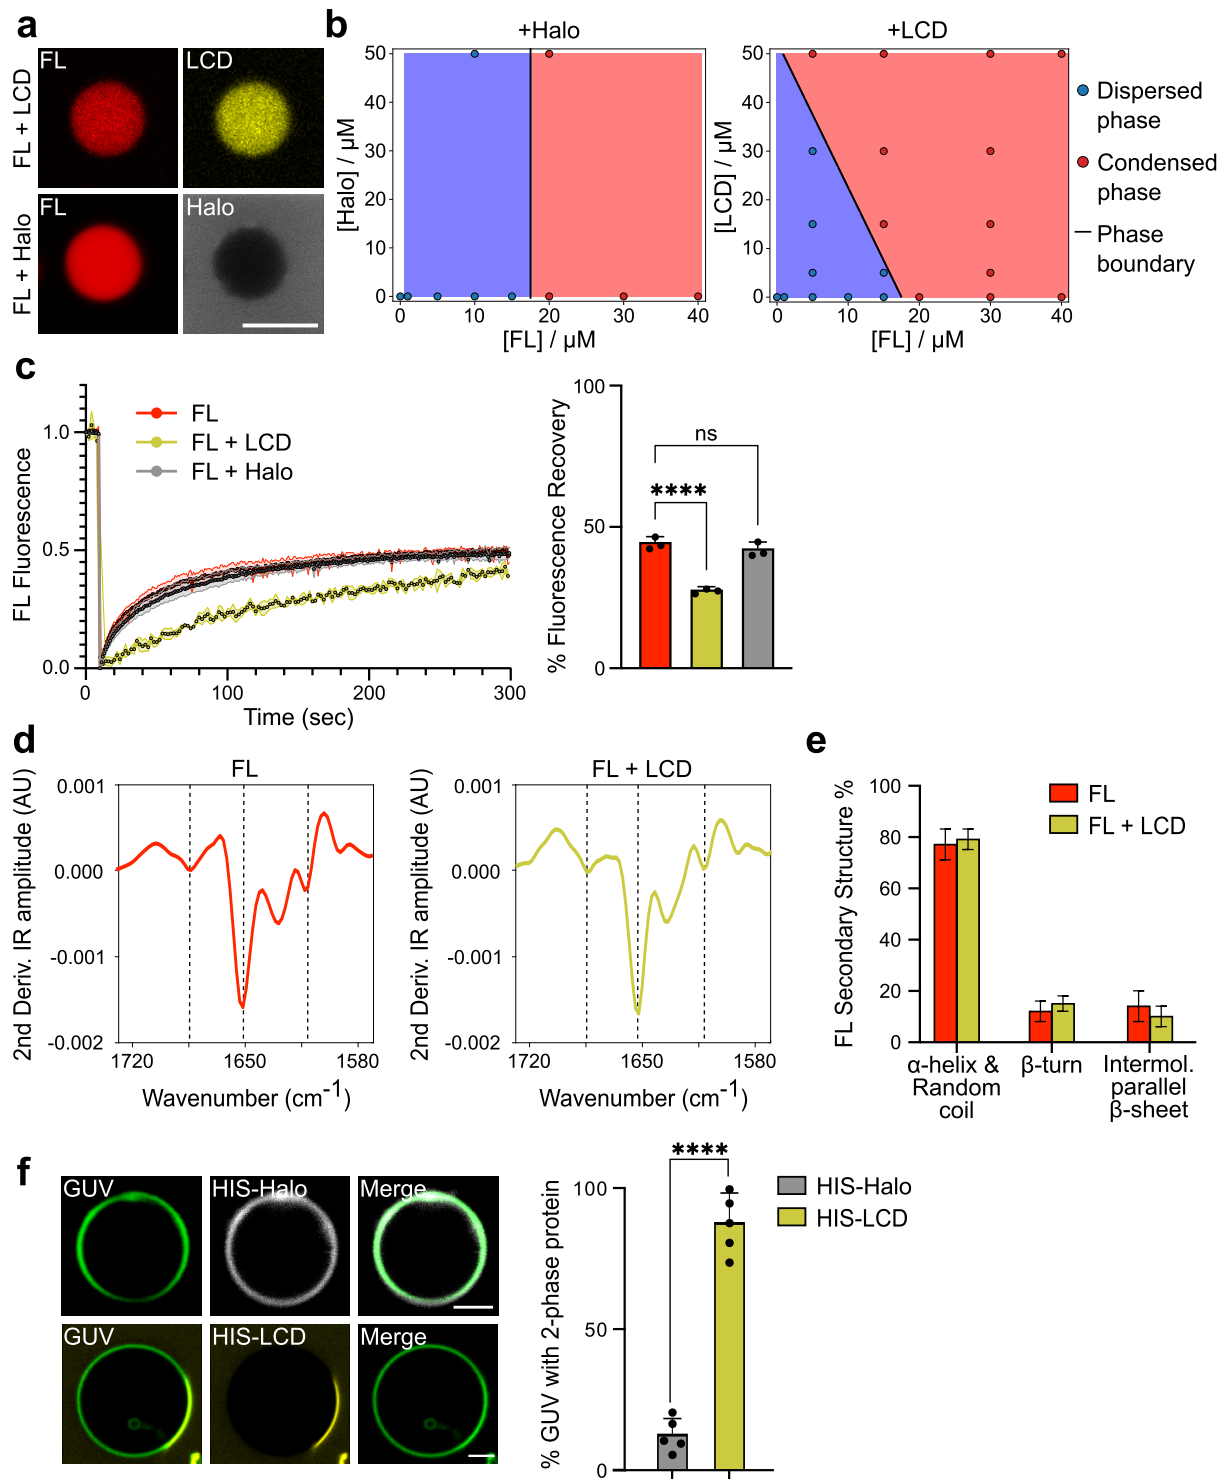 a
FL + LCD
FL
LCD
FL + Halo
FL
Halo
b
+Halo
[Halo] / µM
50
40
30
20
10
0
0
10
20
30
40
[FL] / µM
+LCD
[LCD] / µM
50
40
30
20
10
0
0
10
20
30
40
[FL] / µM
Dispersed
phase
Condensed
phase
Phase
boundary
c
FL Fluorescence
1.0
0.5
0.0
0
100
200
300
Time (sec)
FL
FL + LCD
FL + Halo
% Fluorescence Recovery
100
50
0
ns
****
d
FL
2nd Deriv. IR amplitude (AU)
0.001
0.000
-0.001
-0.002
1720
1650
1580
Wavenumber (cm-1)
FL + LCD
2nd Deriv. IR amplitude (AU)
0.001
0.000
-0.001
-0.002
1720
1650
1580
Wavenumber (cm-1)
e
FL Secondary Structure %
100
80
60
40
20
0
FL
FL + LCD
α-helix &
Random
coil
β-turn
Intermol.
parallel
β-sheet
f
GUV
HIS-Halo
Merge
GUV
HIS-LCD
Merge
% GUV with 2-phase protein
100
50
0
****
HIS-Halo
HIS-LCD